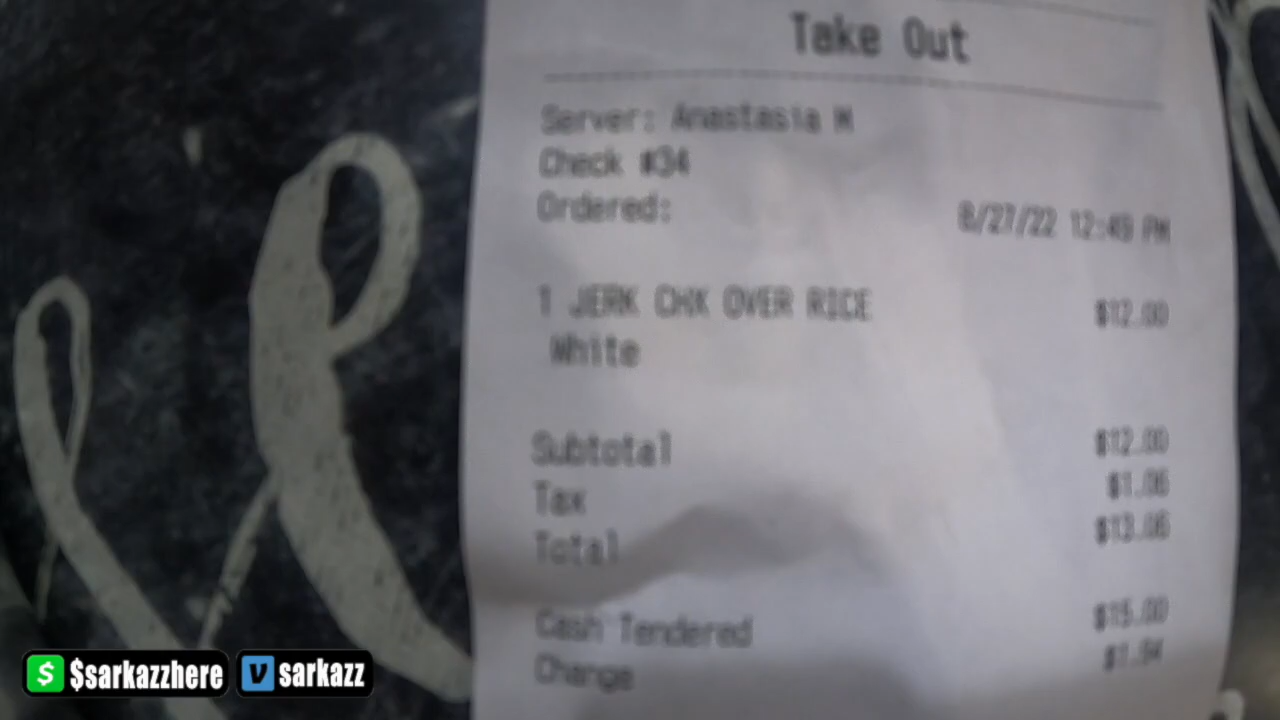 Take Out
Server: Anastasia M
Check #34
Ordered: 8/27/22 12:49 PM
1 JERK CHK OVER RICE $12.00
White
Subtotal $12.00
Tax $1.06
Total $13.06
Cash Tendered $15.00
Change $1.94
$sarkazzhere
sarkazz